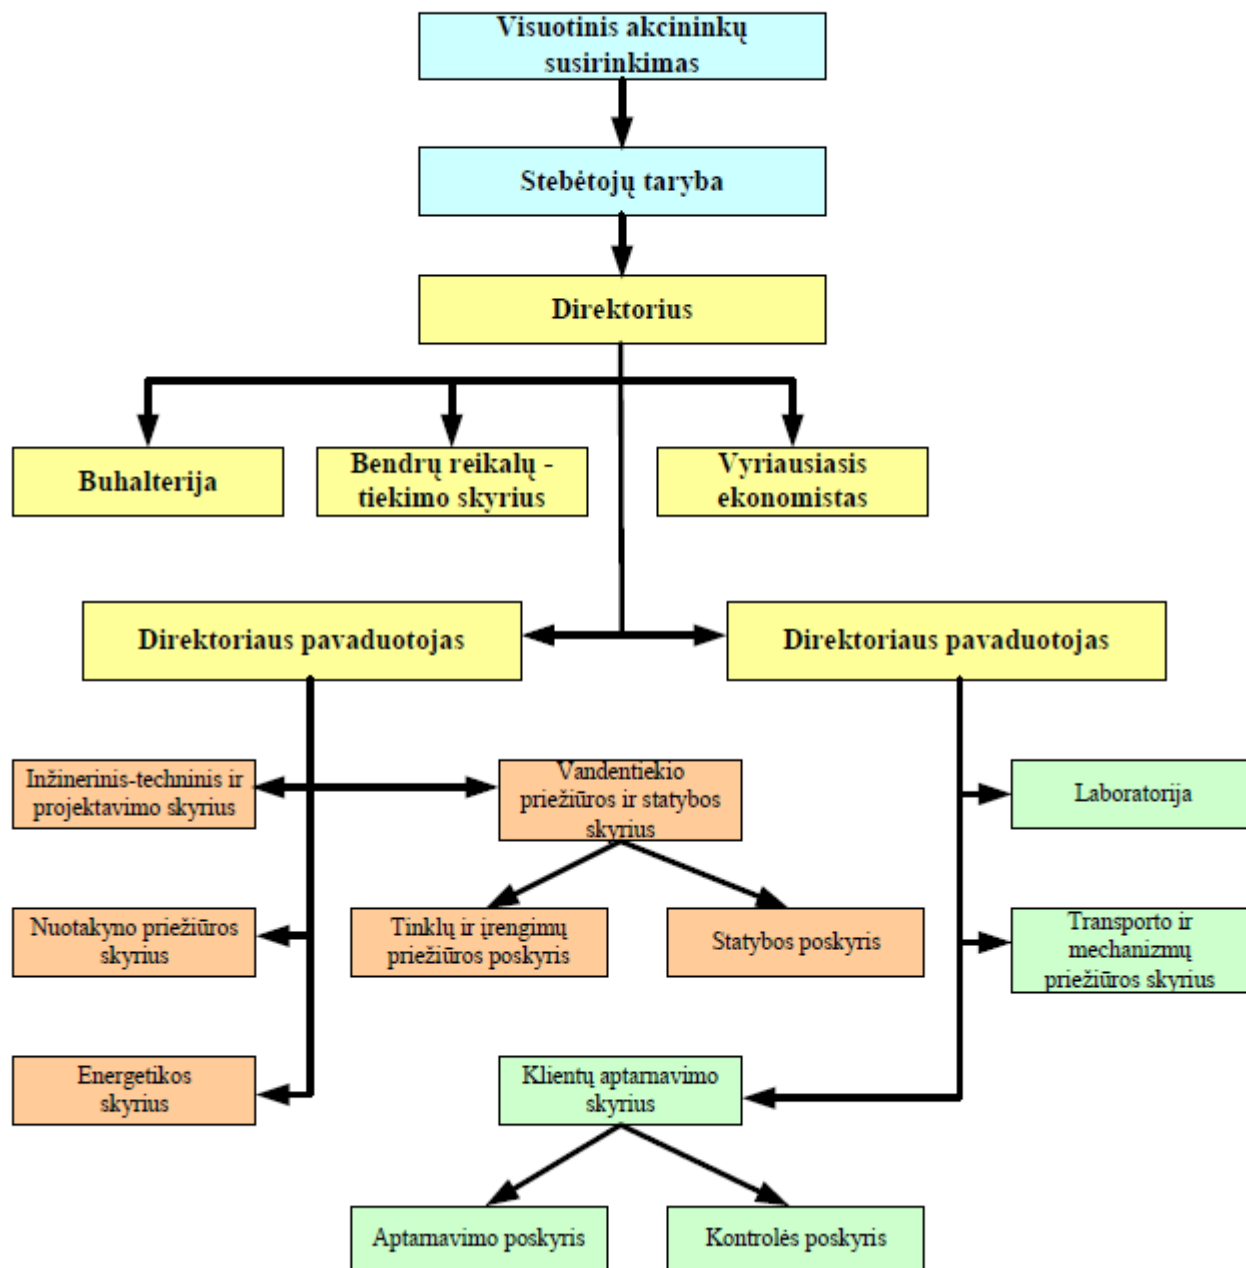 Visuotinis akcininkų
susirinkimas
Stebėtojų taryba
Direktorius
Buhalterija
Bendrų reikalų -
tiekimo skyrius
Vyriausiasis
ekonomistas
Direktoriaus pavaduotojas
Direktoriaus pavaduotojas
Inžinerinis-techninis ir
projektavimo skyrius
Vandentiekio
priežiūros ir statybos
skyrius
Laboratorija
Nuotakyno priežiūros
skyrius
Tinklų ir įrengimų
priežiūros poskyris
Statybos poskyris
Transporto ir
mechanizmų
priežiūros skyrius
Energetikos
skyrius
Klientų aptarnavimo
skyrius
Aptarnavimo poskyris
Kontrolės poskyris